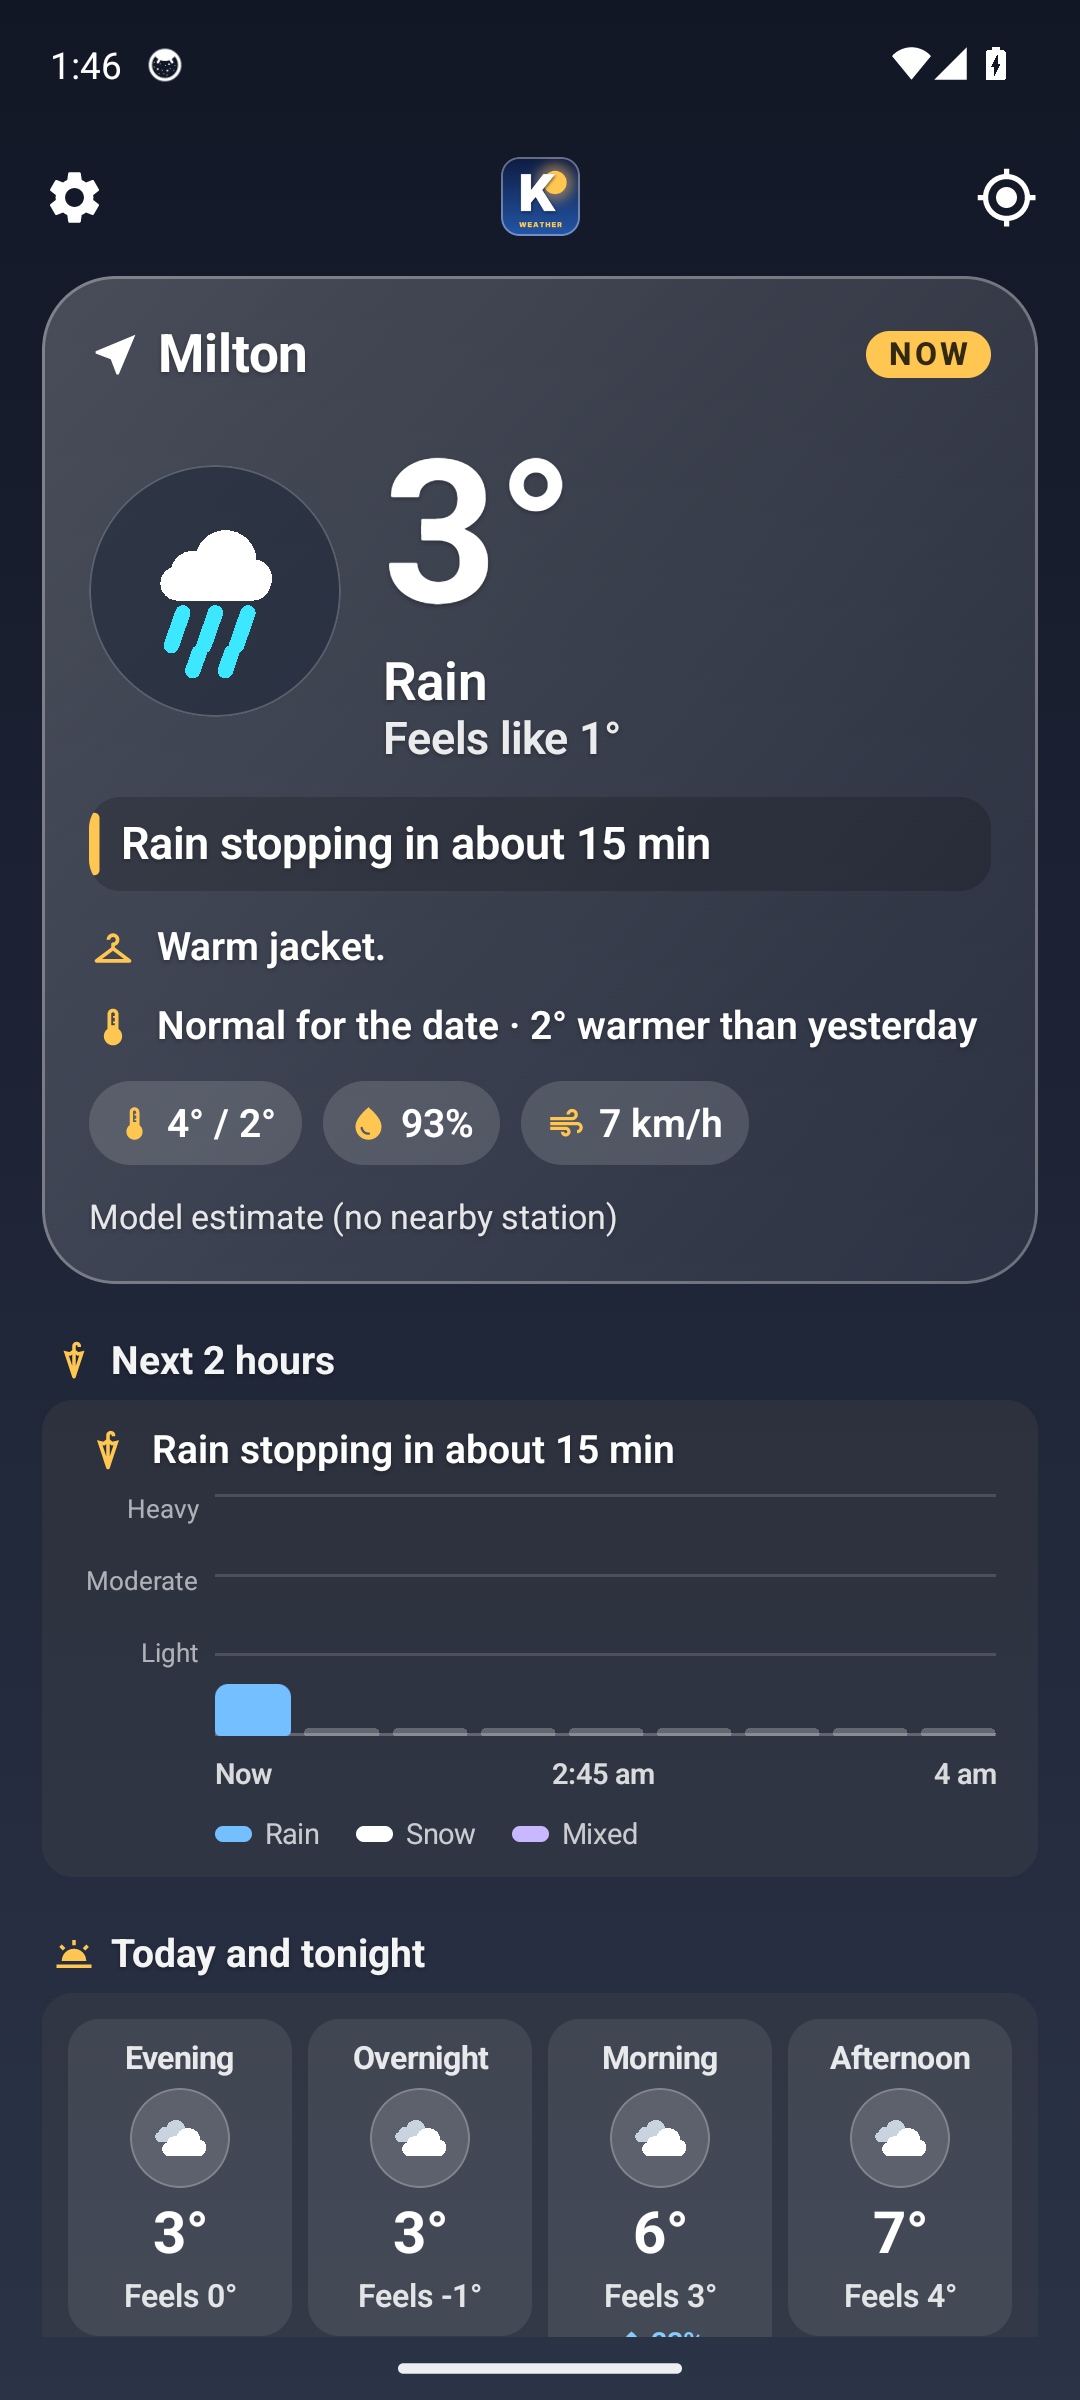 1:46
K
WEATHER
Milton
NOW
3°
Rain
Feels like 1°
Rain stopping in about 15 min
Warm jacket.
Normal for the date · 2° warmer than yesterday
4° / 2°
93%
7 km/h
Model estimate (no nearby station)
Next 2 hours
Rain stopping in about 15 min
Heavy
Moderate
Light
Now 2:45 am 4 am
Rain Snow Mixed
Today and tonight
Evening Overnight Morning Afternoon
3° 3° 6° 7°
Feels 0° Feels -1° Feels 3° Feels 4°